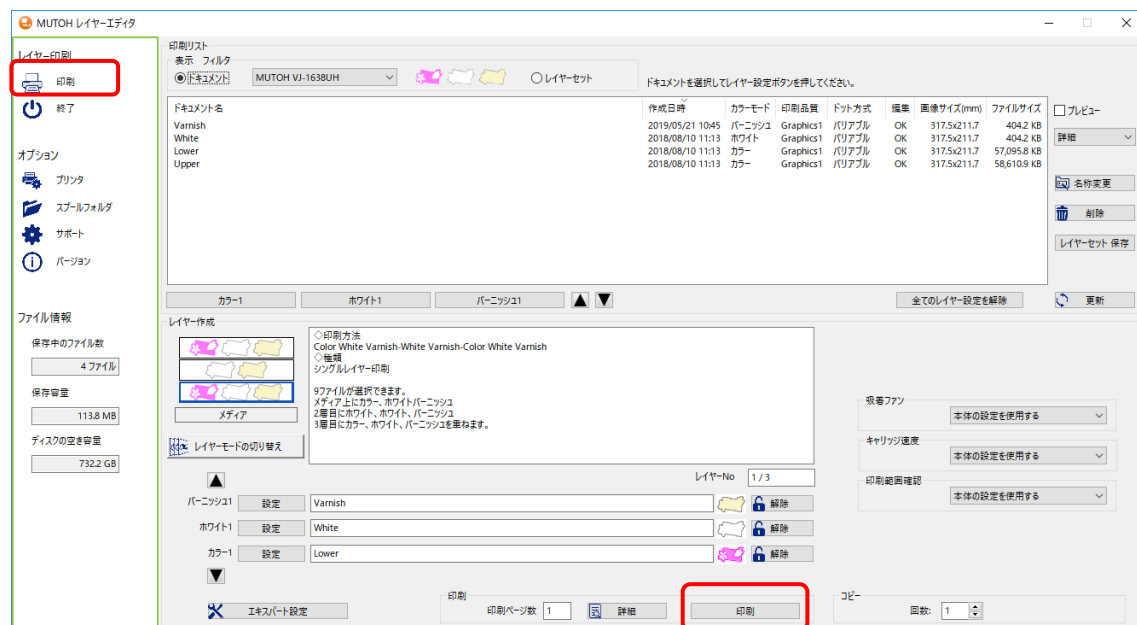 MUTOH レイヤーエディタ
レイヤー印刷
印刷
終了
オプション
プリンタ
スプールフォルダ
サポート
バージョン
ファイル情報
保存中のファイル数
4 ファイル
保存容量
113.8 MB
ディスクの空き容量
732.2 GB
印刷リスト
表示 フィルタ
ドキュメント MUTOH VJ-1638UH レイヤーセット ドキュメントを選択してレイヤー設定ボタンを押してください。
ドキュメント名 作成日時 カラーモード 印刷品質 ドット方式 編集 画像サイズ(mm) ファイルサイズ
Varnish 2019/05/21 10:45 バーニッシュ1 Graphics1 バリアブル OK 317.5x211.7 404.2 KB
White 2018/08/10 11:13 ホワイト Graphics1 バリアブル OK 317.5x211.7 404.2 KB
Lower 2018/08/10 11:13 カラー Graphics1 バリアブル OK 317.5x211.7 57,095.8 KB
Upper 2018/08/10 11:13 カラー Graphics1 バリアブル OK 317.5x211.7 58,610.9 KB
プレビュー
詳細
名称変更
削除
レイヤーセット 保存
カラー1 ホワイト1 バーニッシュ1 全てのレイヤー設定を解除 更新
レイヤー作成
メディア
レイヤーモードの切り替え
◇印刷方法
Color White Varnish-White Varnish-Color White Varnish
◇種類
シングルレイヤー印刷
9ファイルが選択できます。
メディア上にカラー、ホワイトバーニッシュ
2層目にホワイト、ホワイト、バーニッシュ
3層目にカラー、ホワイト、バーニッシュを重ねます。
吸着ファン
本体の設定を使用する
キャリッジ速度
本体の設定を使用する
印刷範囲確認
本体の設定を使用する
レイヤーNo 1 / 3
バーニッシュ1 設定 Varnish 解除
ホワイト1 設定 White 解除
カラー1 設定 Lower 解除
エキスパート設定
印刷
印刷ページ数 1 詳細 印刷
コピー
回数: 1